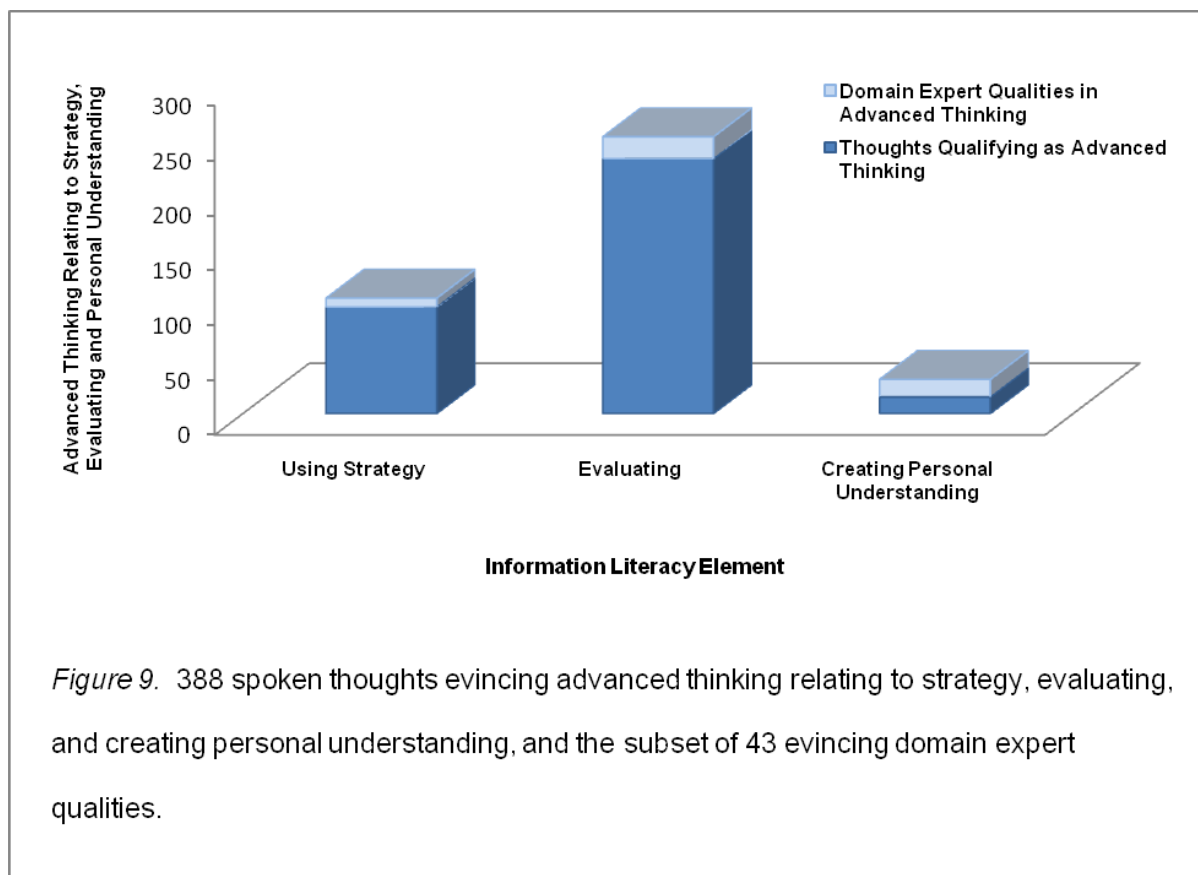 Advanced Thinking Relating to Strategy,
Evaluating and Personal Understanding
300
250
200
150
100
50
0
Domain Expert Qualities in
Advanced Thinking
Thoughts Qualifying as Advanced
Thinking
Using Strategy
Evaluating
Creating Personal
Understanding
Information Literacy Element
Figure 9. 388 spoken thoughts evincing advanced thinking relating to strategy, evaluating,
and creating personal understanding, and the subset of 43 evincing domain expert
qualities.